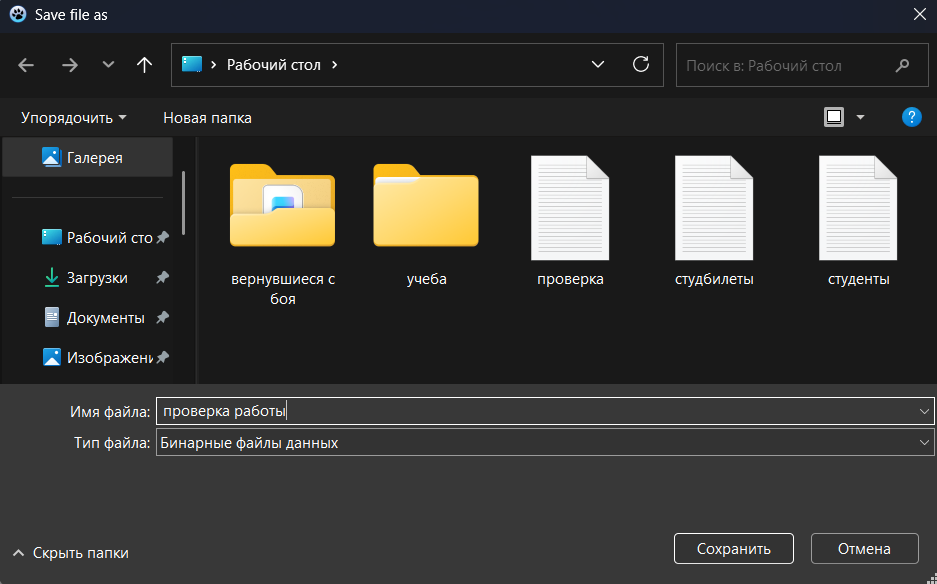 Save file as
Рабочий стол
Поиск в: Рабочий стол
Упорядочить
Новая папка
Галерея
Рабочий сто
Загрузки
Документы
Изображени
вернувшиеся с
боя
учеба
проверка
студбилеты
студенты
Имя файла: проверка работы
Тип файла: Бинарные файлы данных
Скрыть папки
Сохранить
Отмена